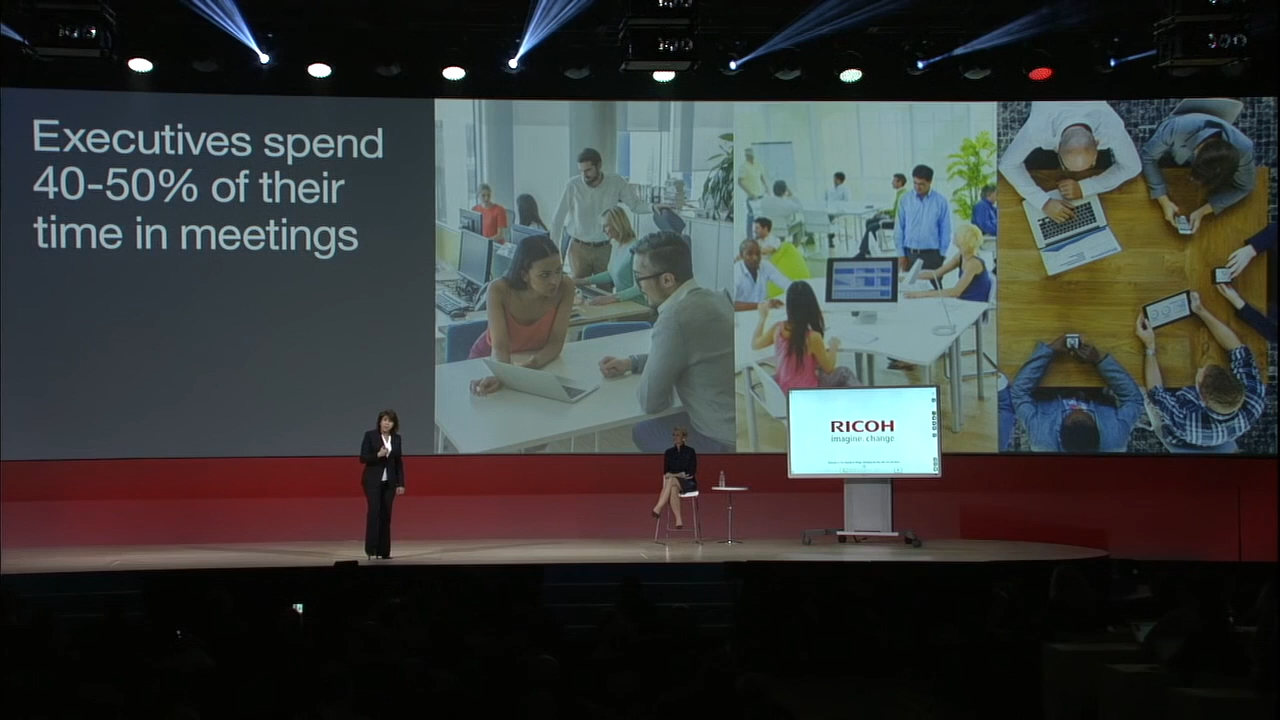 Executives spend
40-50% of their
time in meetings
RICOH
imagine. change.